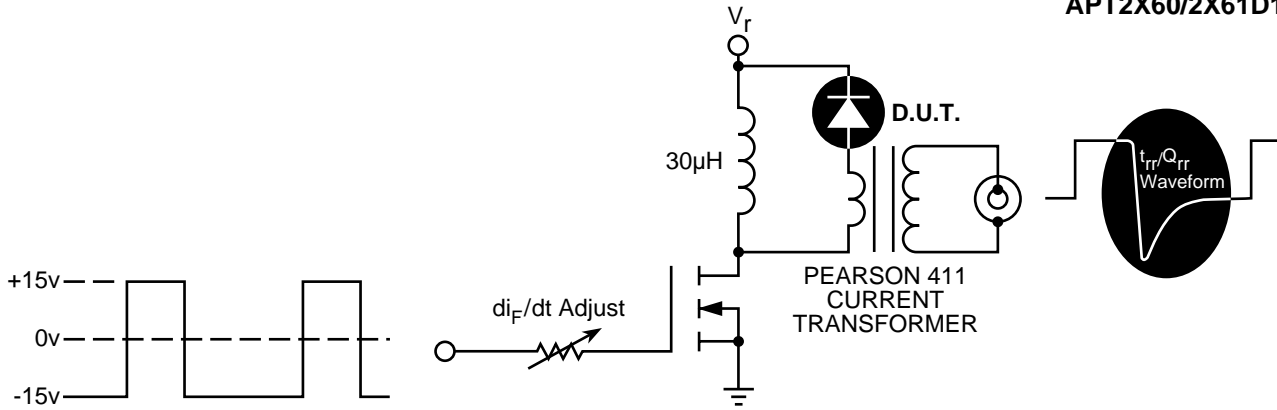 APT2X60/2X61D1
Vr
D.U.T.
30µH
trr/Qrr
Waveform
+15v
0v
-15v
diF/dt Adjust
PEARSON 411
CURRENT
TRANSFORMER